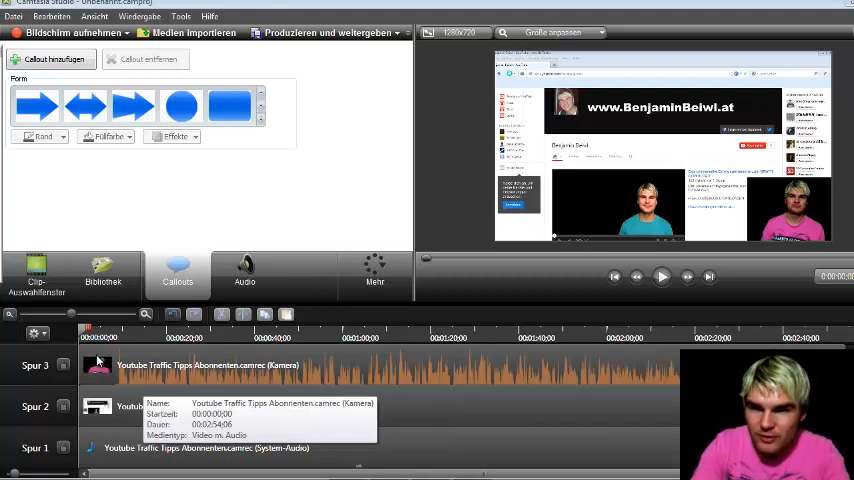 Camtasia Studio - Unbenannt.camproj
Datei Bearbeiten Ansicht Wiedergabe Tools Hilfe
Bildschirm aufnehmen Medien importieren Produzieren und weitergeben
1280x720 Größe anpassen
Callout hinzufügen Callout entfernen
Form
Rand Füllfarbe Effekte
www.BenjaminBeiwl.at
Benjamin Beiwl
Clip-
Auswahlfenster
Bibliothek
Callouts
Audio
Mehr
0:00:00;00
00:00:00;00 00:00:20;00 00:00:40;00 00:01:20;00 00:01:40;00 00:02:00;00 00:02:20;00 00:02:
Spur 3 Youtube Traffic Tipps Abonnenten.camrec (Kamera)
Spur 2 Youtub
Name: Youtube Traffic Tipps Abonnenten.camrec (Kamera)
Startzeit: 00:00:00;00
Dauer: 00:02:54;06
Medientyp: Video m. Audio
Spur 1 Youtube Traffic Tipps Abonnenten.camrec (System-Audio)